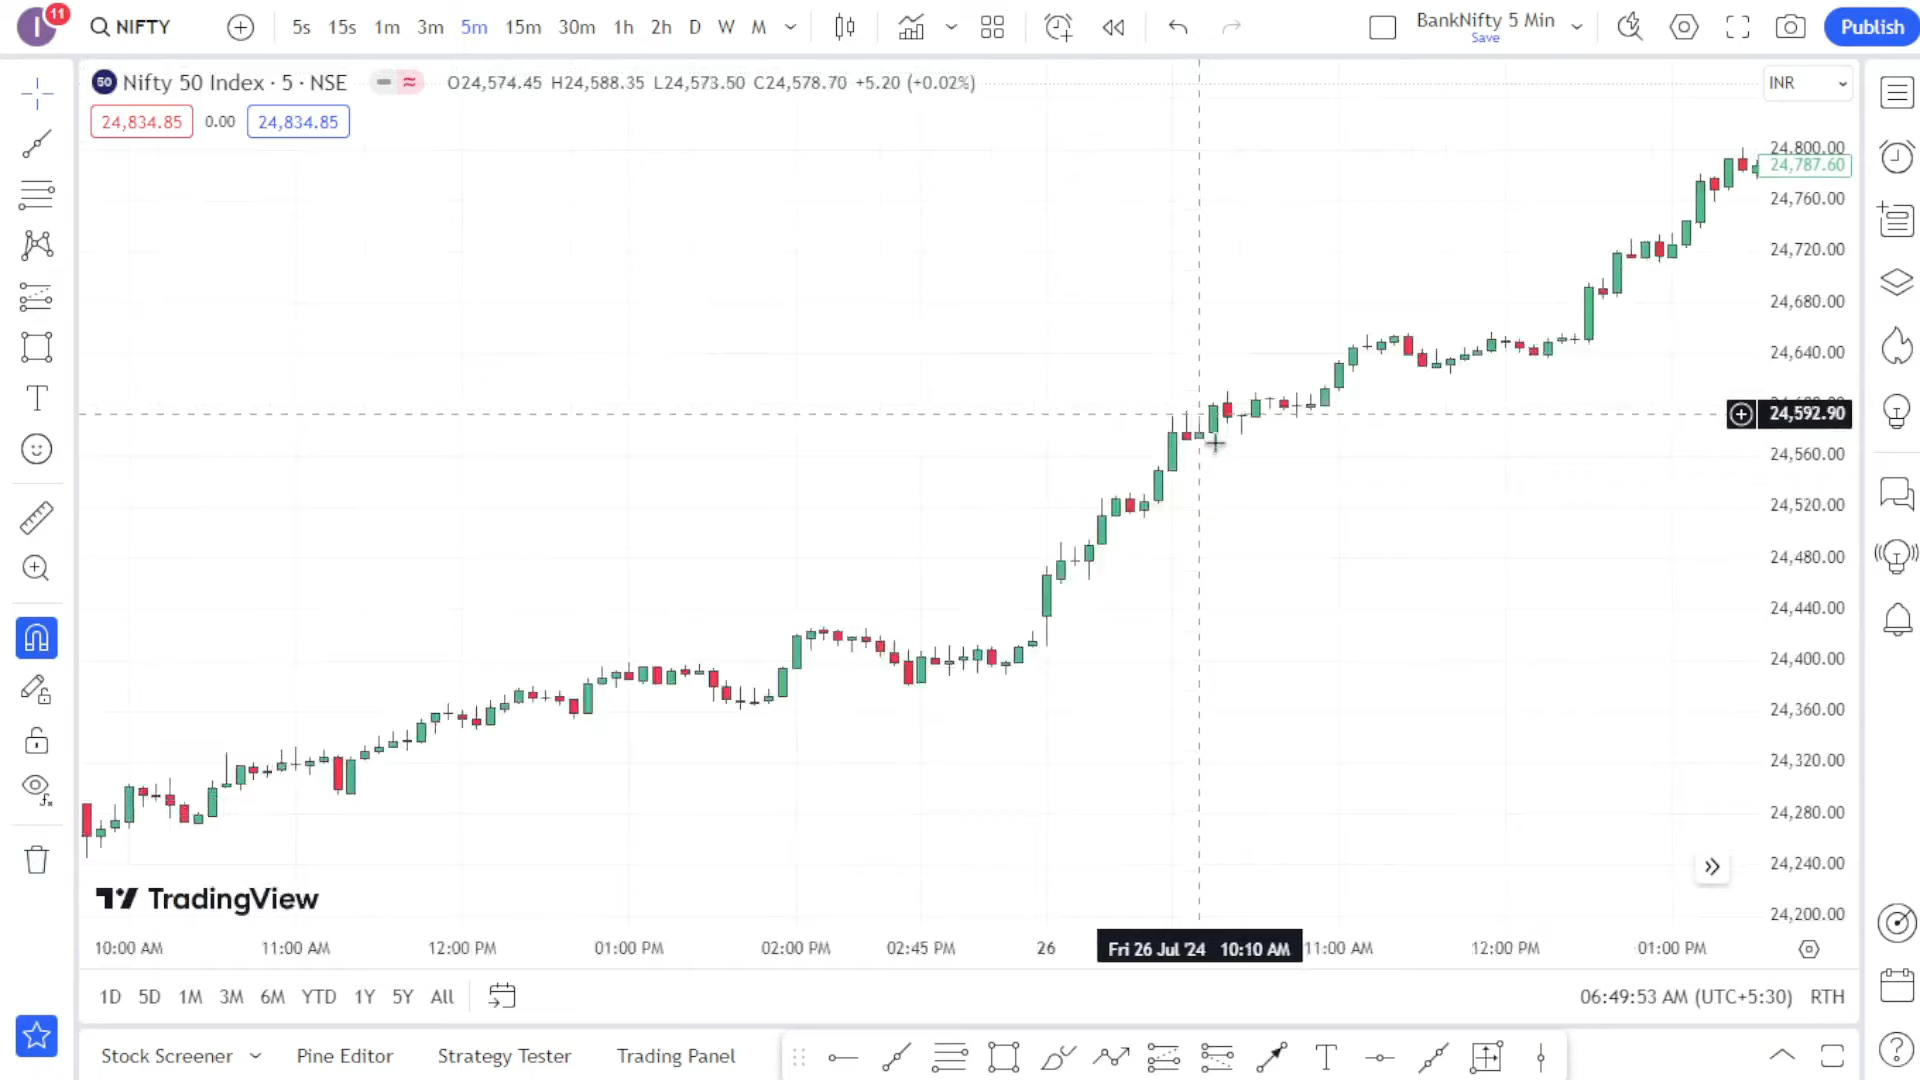 I 11 NIFTY 5s 15s 1m 3m 5m 15m 30m 1h 2h D W M BankNifty 5 Min Save Publish
50 Nifty 50 Index · 5 · NSE O24,574.45 H24,588.35 L24,573.50 C24,578.70 +5.20 (+0.02%) INR
24,834.85 0.00 24,834.85
24,800.00
24,787.60
24,760.00
24,720.00
24,680.00
24,640.00
24,592.90
24,560.00
24,520.00
24,480.00
24,440.00
24,400.00
24,360.00
24,320.00
24,280.00
24,240.00
TradingView
24,200.00
10:00 AM 11:00 AM 12:00 PM 01:00 PM 02:00 PM 02:45 PM 26 Fri 26 Jul '24 10:10 AM 11:00 AM 12:00 PM 01:00 PM
1D 5D 1M 3M 6M YTD 1Y 5Y All 06:49:53 AM (UTC+5:30) RTH
Stock Screener Pine Editor Strategy Tester Trading Panel